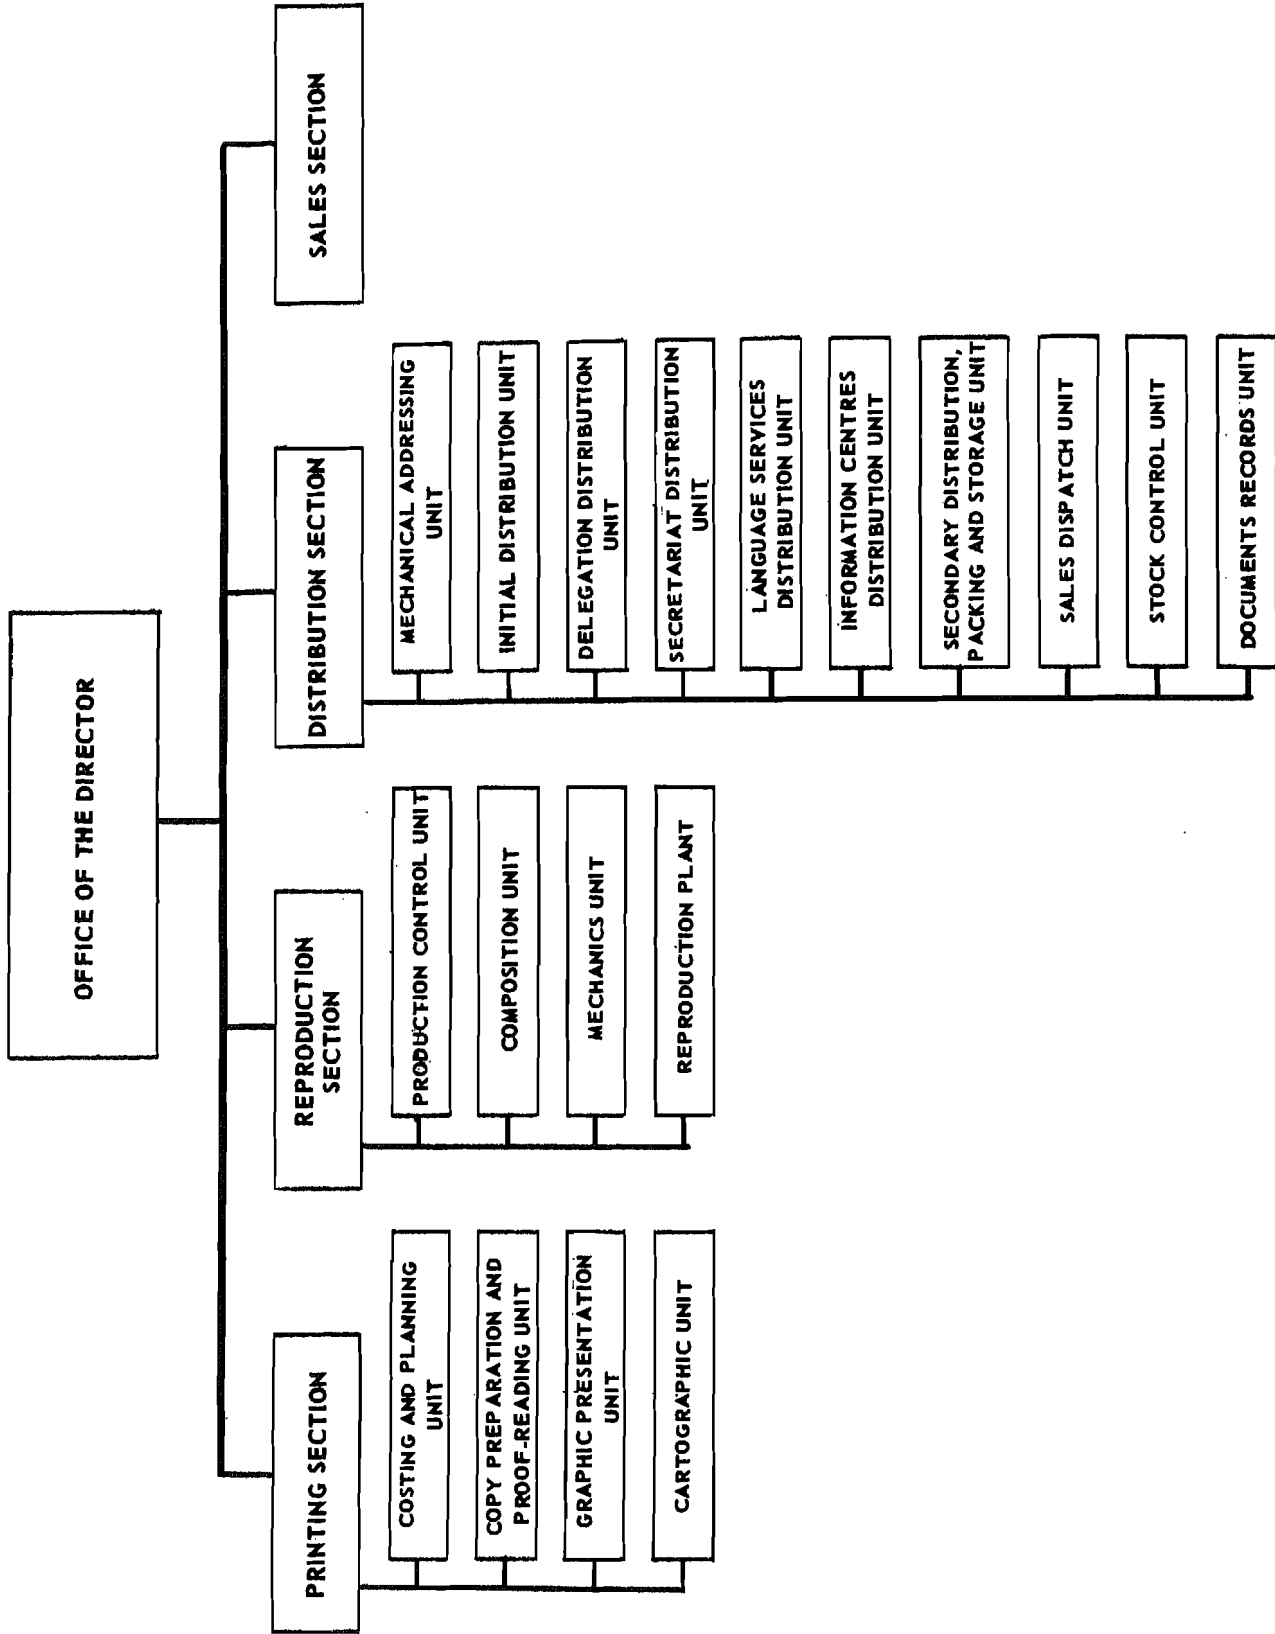 OFFICE OF THE DIRECTOR
PRINTING SECTION
COSTING AND PLANNING
UNIT
COPY PREPARATION AND
PROOF-READING UNIT
GRAPHIC PRESENTATION
UNIT
CARTOGRAPHIC UNIT
REPRODUCTION
SECTION
PRODUCTION CONTROL UNIT
COMPOSITION UNIT
MECHANICS UNIT
REPRODUCTION PLANT
DISTRIBUTION SECTION
MECHANICAL ADDRESSING
UNIT
INITIAL DISTRIBUTION UNIT
DELEGATION DISTRIBUTION
UNIT
SECRETARIAT DISTRIBUTION
UNIT
LANGUAGE SERVICES
DISTRIBUTION UNIT
INFORMATION CENTRES
DISTRIBUTION UNIT
SECONDARY DISTRIBUTION,
PACKING AND STORAGE UNIT
SALES DISPATCH UNIT
STOCK CONTROL UNIT
DOCUMENTS RECORDS UNIT
SALES SECTION